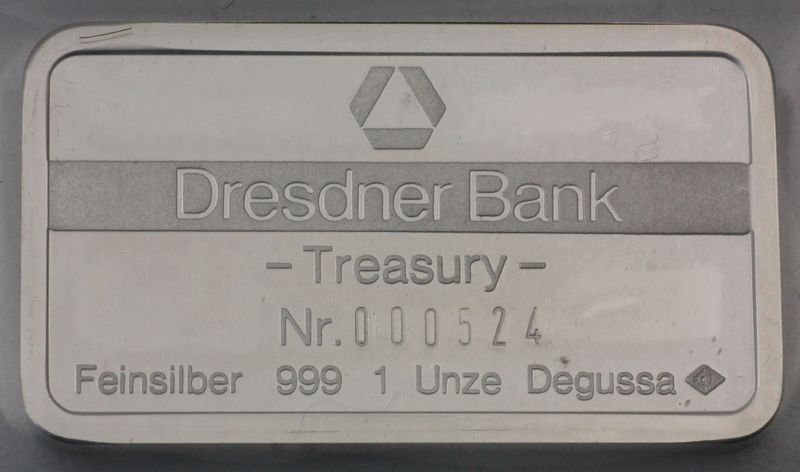 Dresdner Bank
- Treasury -
Nr. 000524
Feinsilber 999 1 Unze Degussa